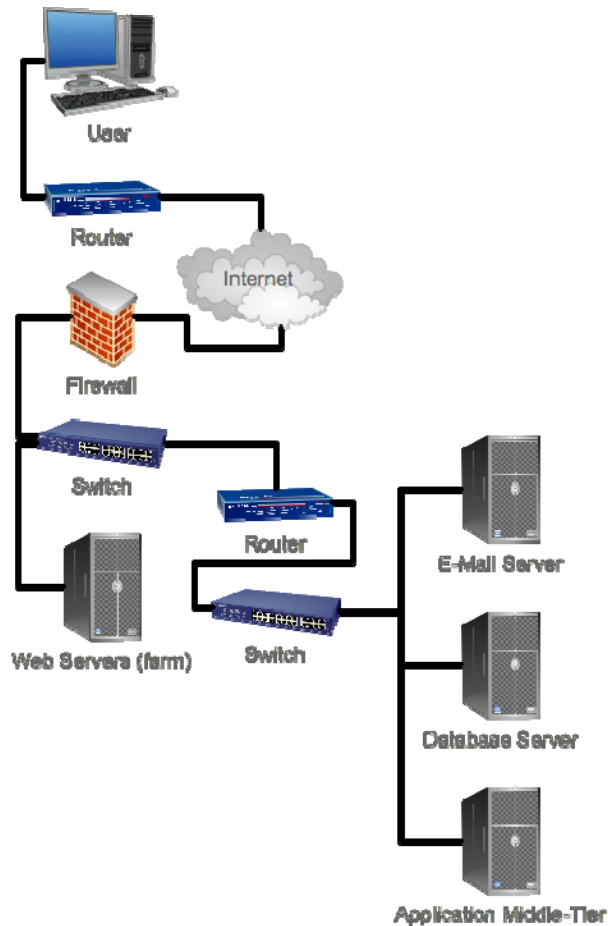 User
Router
Internet
Firewall
Switch
Router
E-Mail Server
Web Servers (farm)
Switch
Database Server
Application Middle-Tier